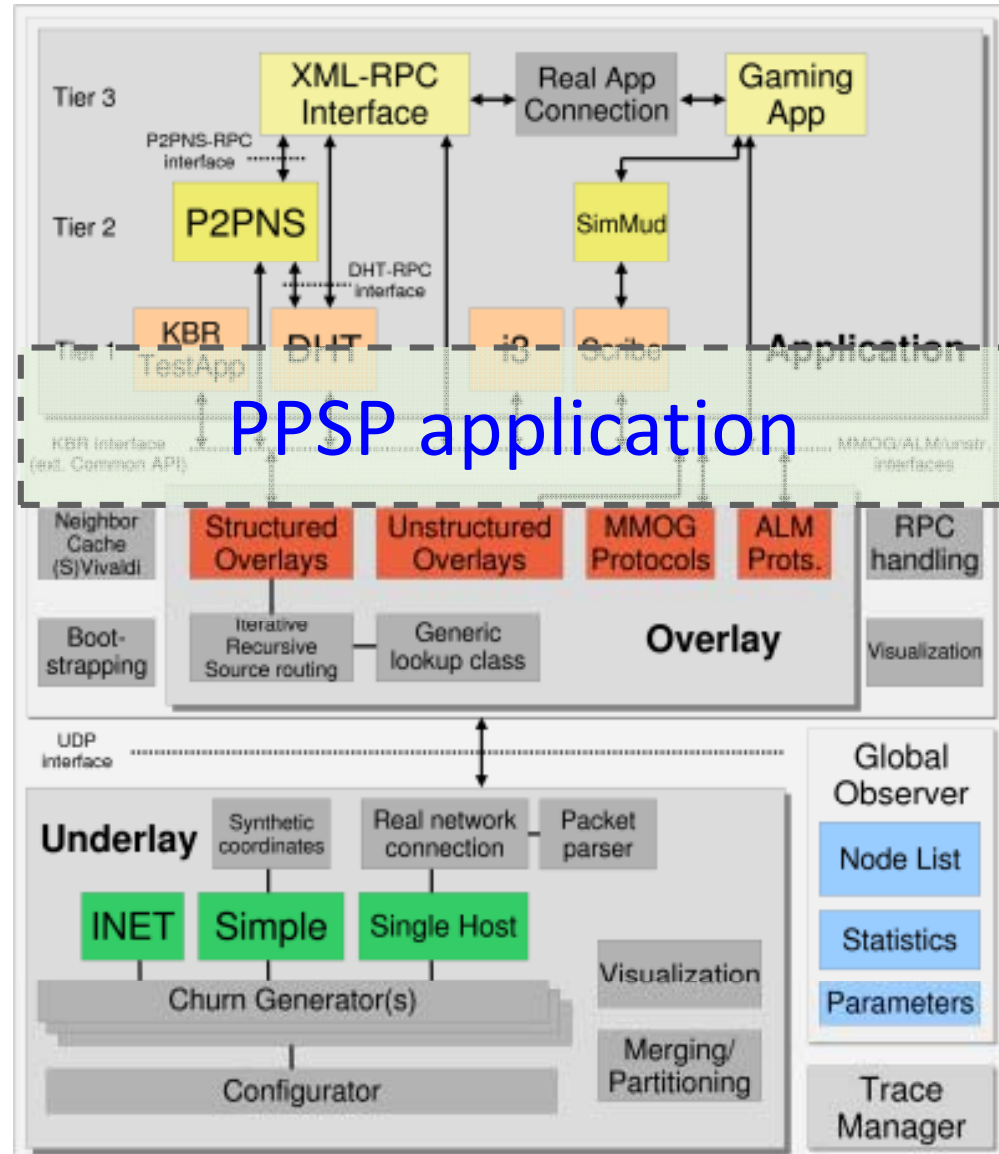 Tier 3
XML-RPC
Interface
Real App
Connection
Gaming
App
P2PNS-RPC
interface
Tier 2
P2PNS
SimMud
DHT-RPC
interface
Tier 1
KBR
TestApp
DHT
i3
Scribe
Application
PPSP application
KBR interface
(ext. Common API)
MMOG/ALM/unstr.
interfaces
Neighbor
Cache
(S)Vivaldi
Structured
Overlays
Unstructured
Overlays
MMOG
Protocols
ALM
Prots.
RPC
handling
Boot-
strapping
Iterative
Recursive
Source routing
Generic
lookup class
Overlay
Visualization
UDP
interface
Global
Observer
Underlay
Synthetic
coordinates
Real network
connection
Packet
parser
Node List
INET
Simple
Single Host
Statistics
Visualization
Churn Generator(s)
Parameters
Merging/
Partitioning
Configurator
Trace
Manager